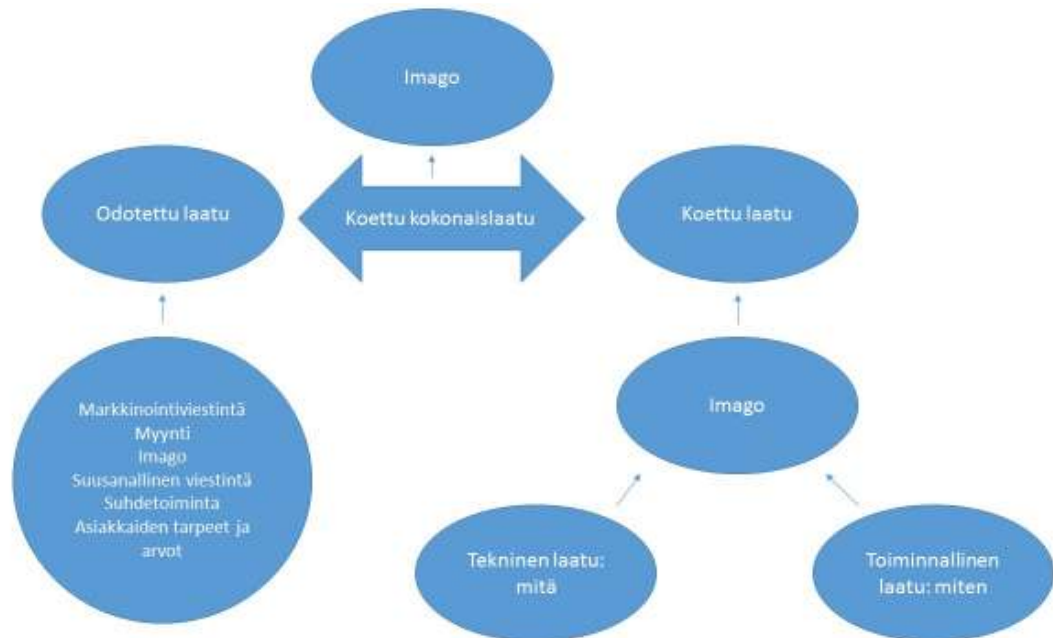 Imago
Odotettu laatu
Koettu kokonaislaatu
Koettu laatu
Markkinointiviestintä
Myynti
Imago
Suusanallinen viestintä
Suhdetoiminta
Asiakkaiden tarpeet ja
arvot
Imago
Tekninen laatu:
mitä
Toiminnallinen
laatu: miten